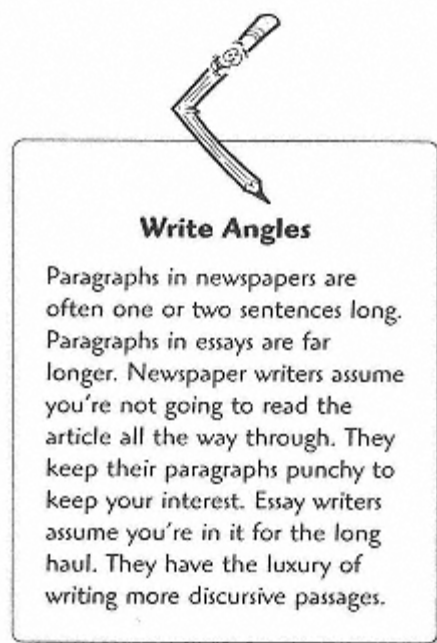 Write Angles
Paragraphs in newspapers are
often one or two sentences long.
Paragraphs in essays are far
longer. Newspaper writers assume
you're not going to read the
article all the way through. They
keep their paragraphs punchy to
keep your interest. Essay writers
assume you're in it for the long
haul. They have the luxury of
writing more discursive passages.